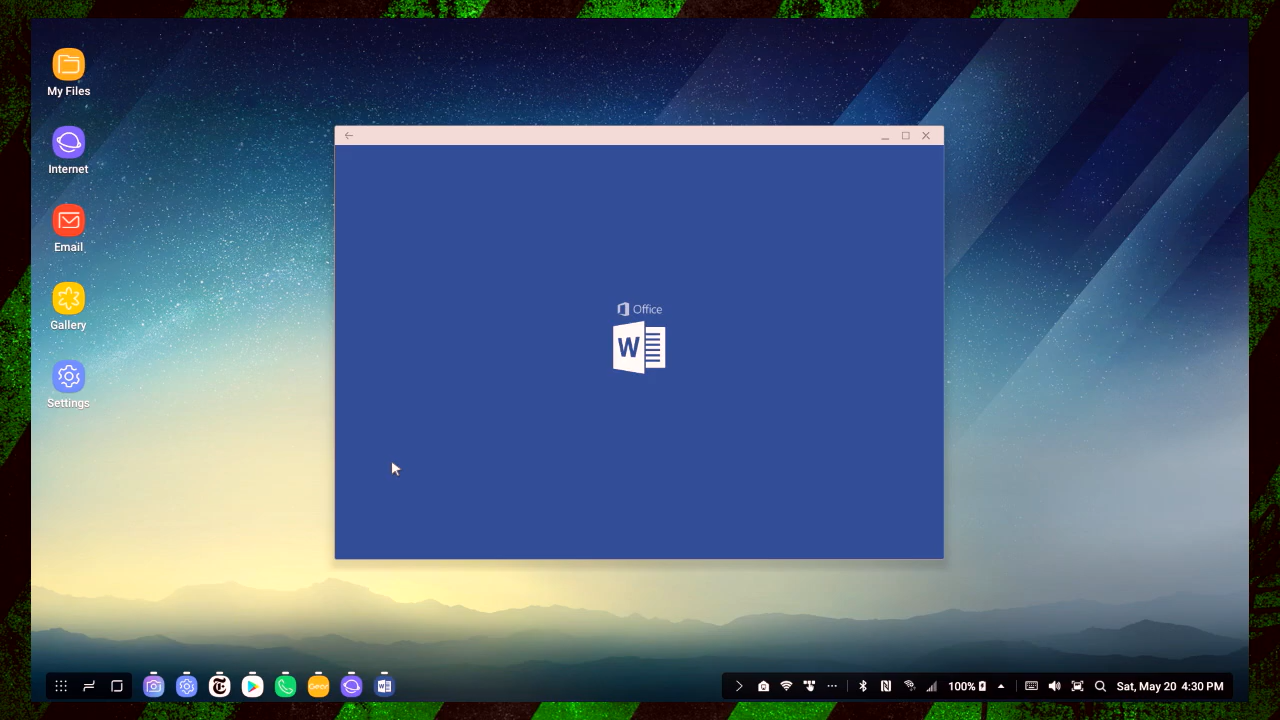 My Files
Internet
Email
Gallery
Settings
Office
W
100%
Sat, May 20 4:30 PM